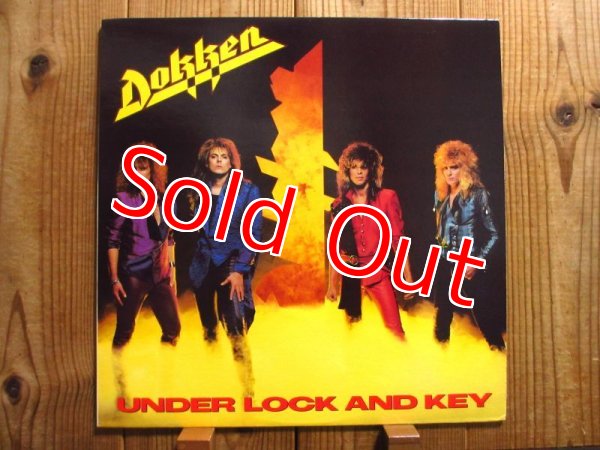 Dokken
Sold Out
UNDER LOCK AND KEY